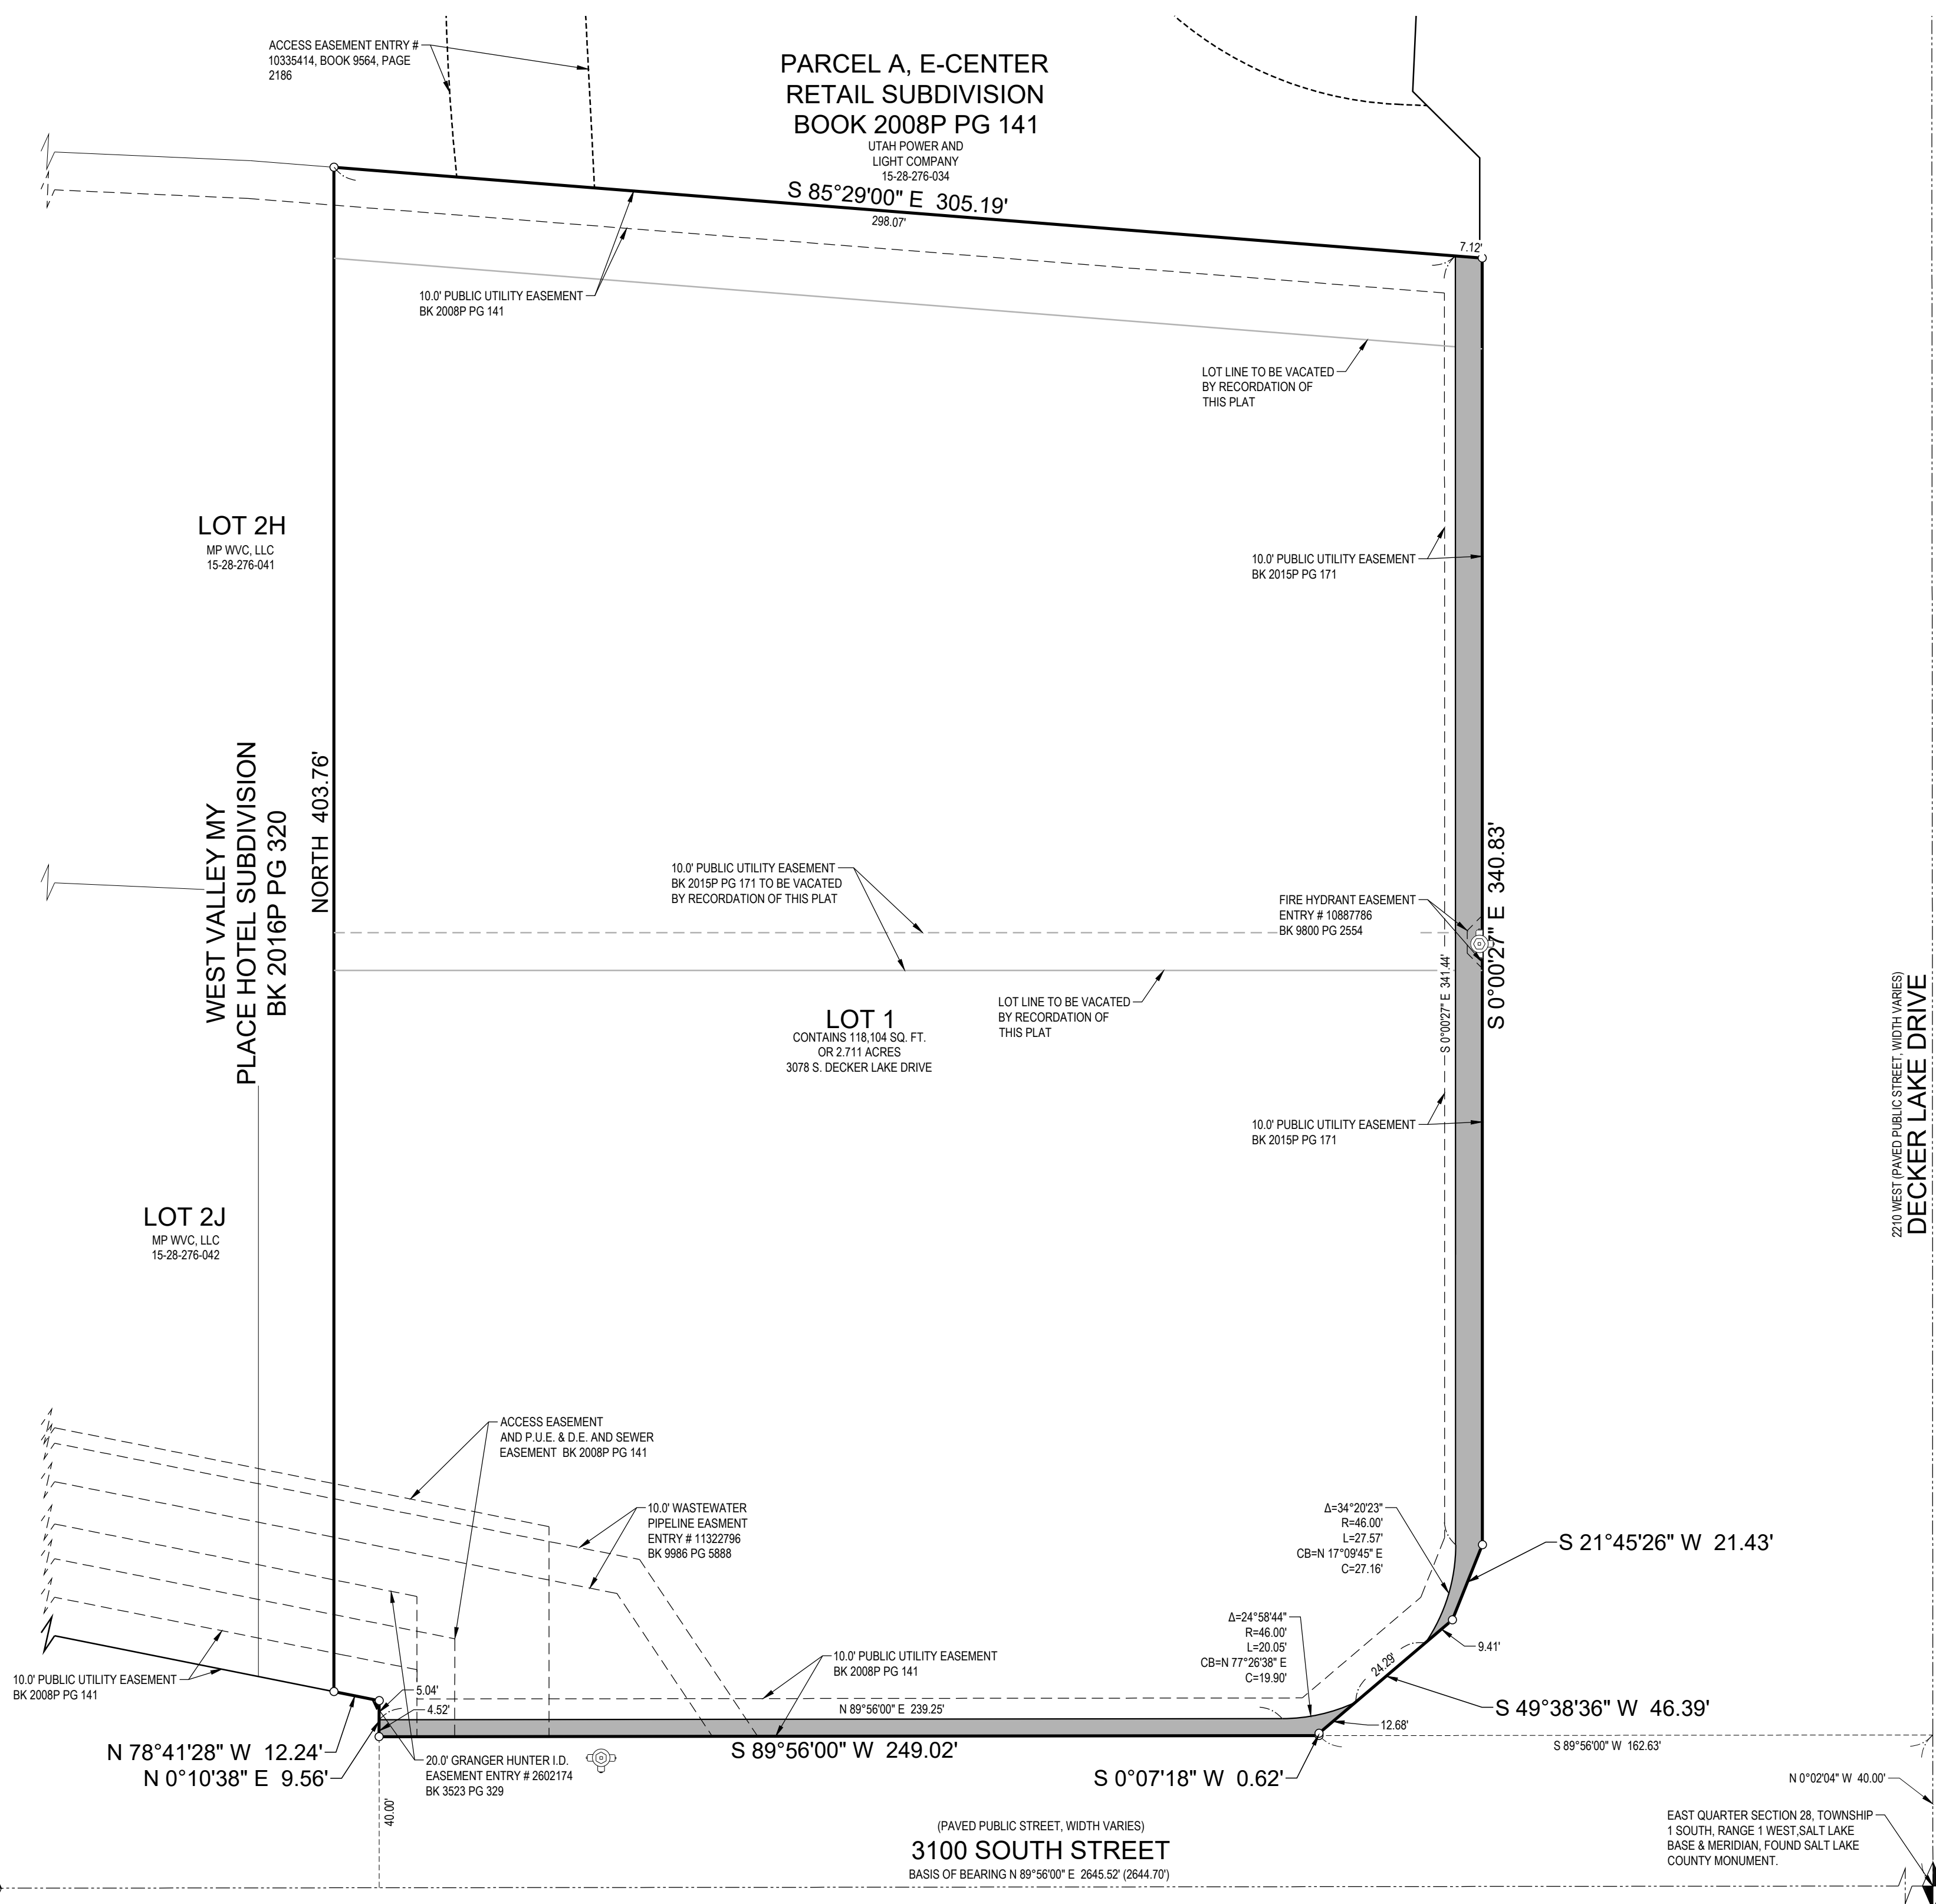 ACCESS EASEMENT ENTRY #
10335414, BOOK 9564, PAGE
2186
PARCEL A, E-CENTER
RETAIL SUBDIVISION
BOOK 2008P PG 141
UTAH POWER AND
LIGHT COMPANY
15-28-276-034
S 85°29'00" E 305.19'
298.07'
7.12'
10.0' PUBLIC UTILITY EASEMENT
BK 2008P PG 141
LOT LINE TO BE VACATED
BY RECORDATION OF
THIS PLAT
LOT 2H
MP WVC, LLC
15-28-276-041
10.0' PUBLIC UTILITY EASEMENT
BK 2015P PG 171
WEST VALLEY MY
PLACE HOTEL SUBDIVISION
BK 2016P PG 320
NORTH 403.76'
10.0' PUBLIC UTILITY EASEMENT
BK 2015P PG 171 TO BE VACATED
BY RECORDATION OF THIS PLAT
FIRE HYDRANT EASEMENT
ENTRY # 10887786
BK 9800 PG 2554
S 0°00'27" E 341.44'
S 0°00'27" E 340.83'
LOT LINE TO BE VACATED
BY RECORDATION OF
THIS PLAT
LOT 1
CONTAINS 118,104 SQ. FT.
OR 2.711 ACRES
3078 S. DECKER LAKE DRIVE
2210 WEST (PAVED PUBLIC STREET, WIDTH VARIES)
DECKER LAKE DRIVE
10.0' PUBLIC UTILITY EASEMENT
BK 2015P PG 171
LOT 2J
MP WVC, LLC
15-28-276-042
ACCESS EASEMENT
AND P.U.E. & D.E. AND SEWER
EASEMENT BK 2008P PG 141
10.0' WASTEWATER
PIPELINE EASMENT
ENTRY # 11322796
BK 9986 PG 5888
Δ=34°20'23"
R=46.00'
L=27.57'
CB=N 17°09'45" E
C=27.16'
S 21°45'26" W 21.43'
Δ=24°58'44"
R=46.00'
L=20.05'
CB=N 77°26'38" E
C=19.90'
9.41'
24.29'
10.0' PUBLIC UTILITY EASEMENT
BK 2008P PG 141
10.0' PUBLIC UTILITY EASEMENT
BK 2008P PG 141
5.04'
4.52'
N 89°56'00" E 239.25'
S 49°38'36" W 46.39'
12.68'
N 78°41'28" W 12.24'
N 0°10'38" E 9.56'
20.0' GRANGER HUNTER I.D.
EASEMENT ENTRY # 2602174
BK 3523 PG 329
S 89°56'00" W 249.02'
S 0°07'18" W 0.62'
S 89°56'00" W 162.63'
N 0°02'04" W 40.00'
40.00'
(PAVED PUBLIC STREET, WIDTH VARIES)
3100 SOUTH STREET
BASIS OF BEARING N 89°56'00" E 2645.52' (2644.70')
EAST QUARTER SECTION 28, TOWNSHIP
1 SOUTH, RANGE 1 WEST,SALT LAKE
BASE & MERIDIAN, FOUND SALT LAKE
COUNTY MONUMENT.